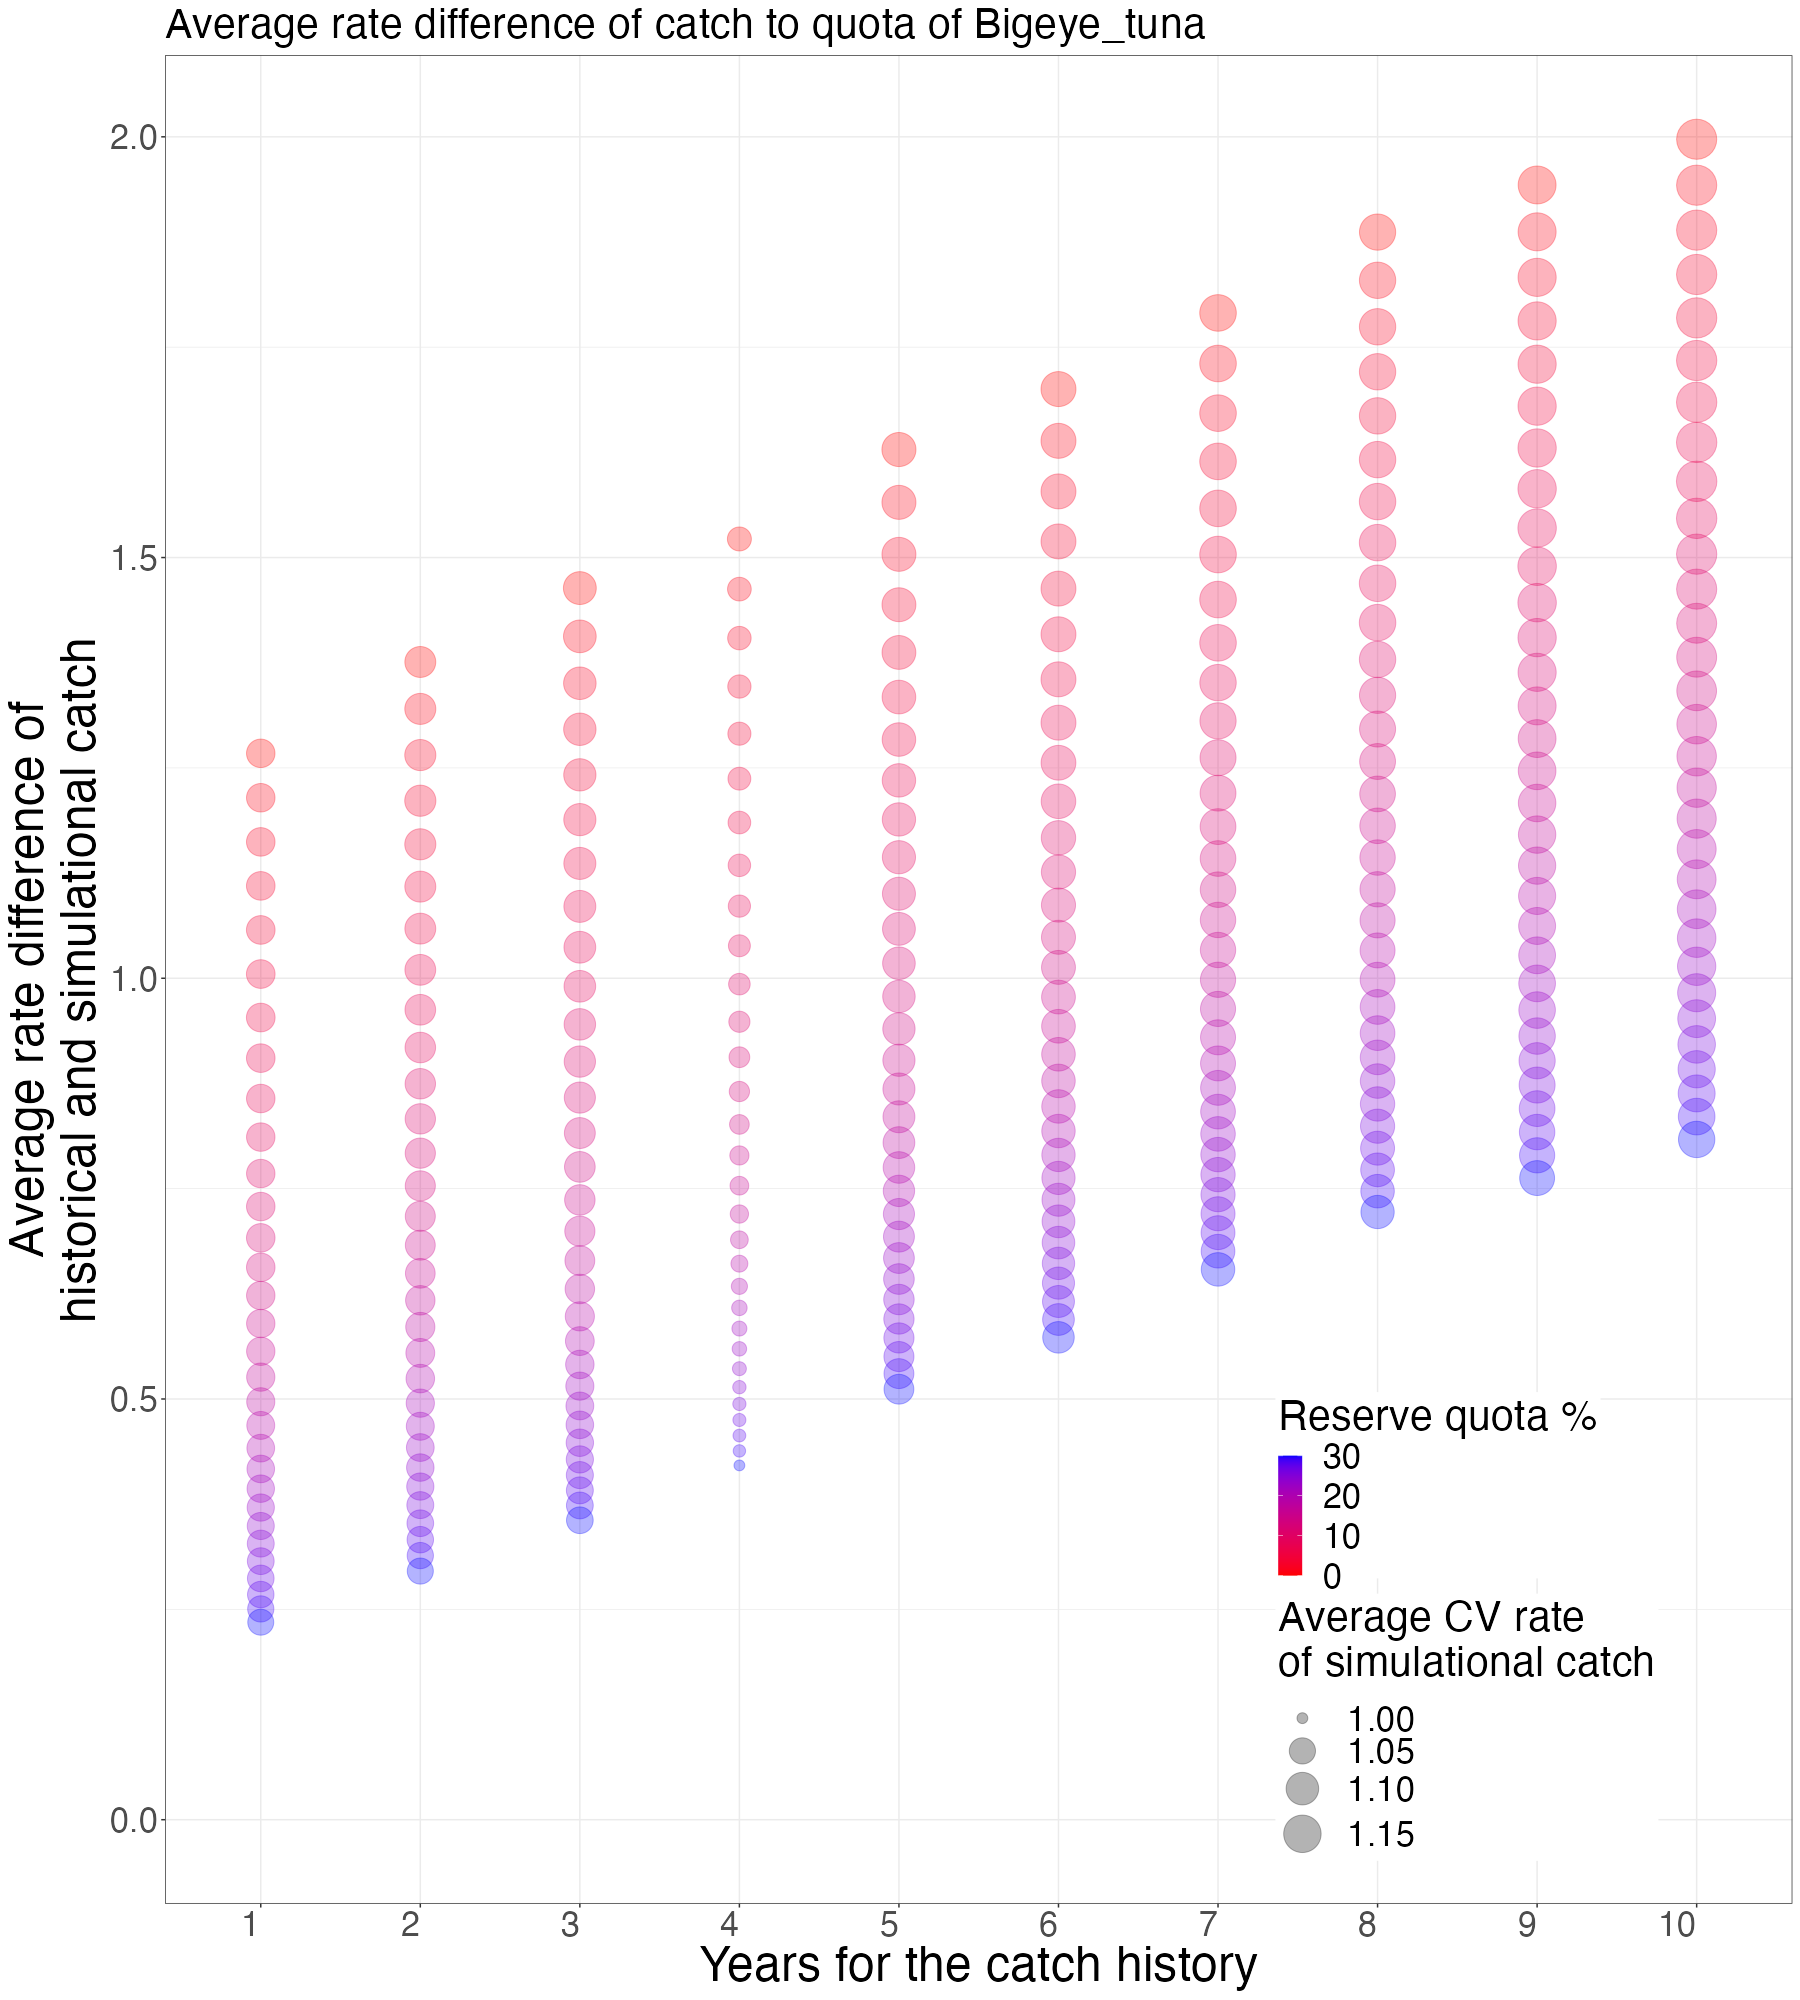 Average rate difference of catch to quota of Bigeye_tuna
Average rate difference of
historical and simulational catch
2.0
1.5
1.0
0.5
0.0
Reserve quota %
30
20
10
0
Average CV rate
of simulational catch
1.00
1.05
1.10
1.15
1 2 3 4 5 6 7 8 9 10
Years for the catch history